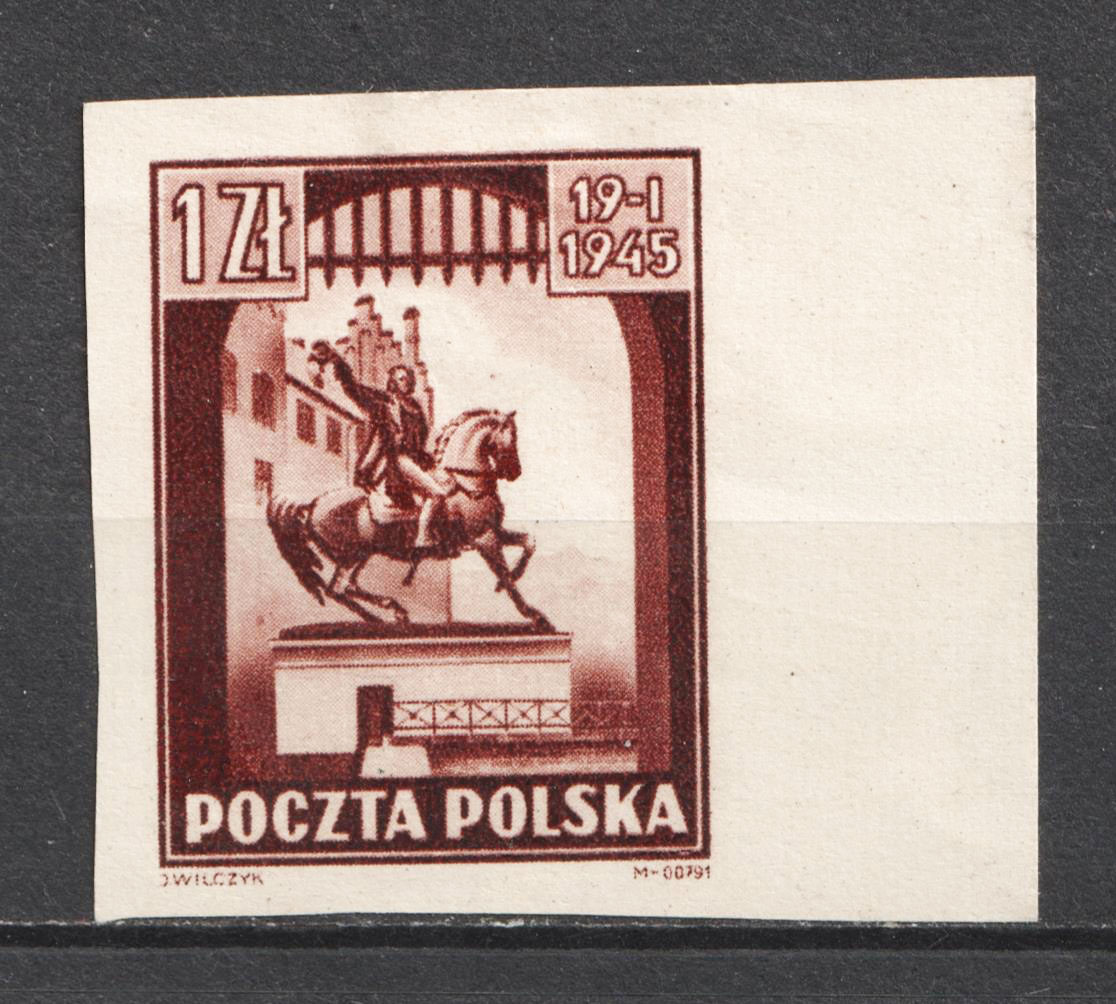 1 ZŁ
19-I
1945
POCZTA POLSKA
J.WILCZYK
M-00791